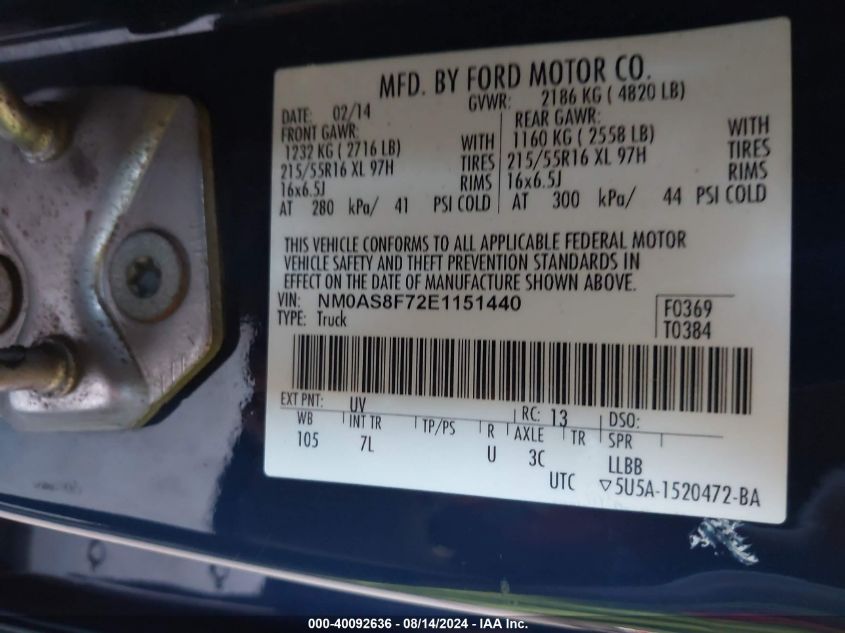 MFD. BY FORD MOTOR CO.
DATE: 02/14 GVWR: 2186 KG ( 4820 LB)
FRONT GAWR: REAR GAWR:
1232 KG ( 2716 LB) WITH 1160 KG ( 2558 LB) WITH
215/55R16 XL 97H TIRES 215/55R16 XL 97H TIRES
16x6.5J RIMS 16x6.5J RIMS
AT 280 kPa/ 41 PSI COLD AT 300 kPa/ 44 PSI COLD
THIS VEHICLE CONFORMS TO ALL APPLICABLE FEDERAL MOTOR
VEHICLE SAFETY AND THEFT PREVENTION STANDARDS IN
EFFECT ON THE DATE OF MANUFACTURE SHOWN ABOVE.
VIN: NM0AS8F72E1151440 F0369
TYPE: Truck T0384
EXT PNT: UV RC: 13 DSO:
WB INT TR TP/PS R AXLE TR SPR
105 7L U 3C LLBB
UTC ▽5U5A-1520472-BA
000-40092636 - 08/14/2024 - IAA Inc.